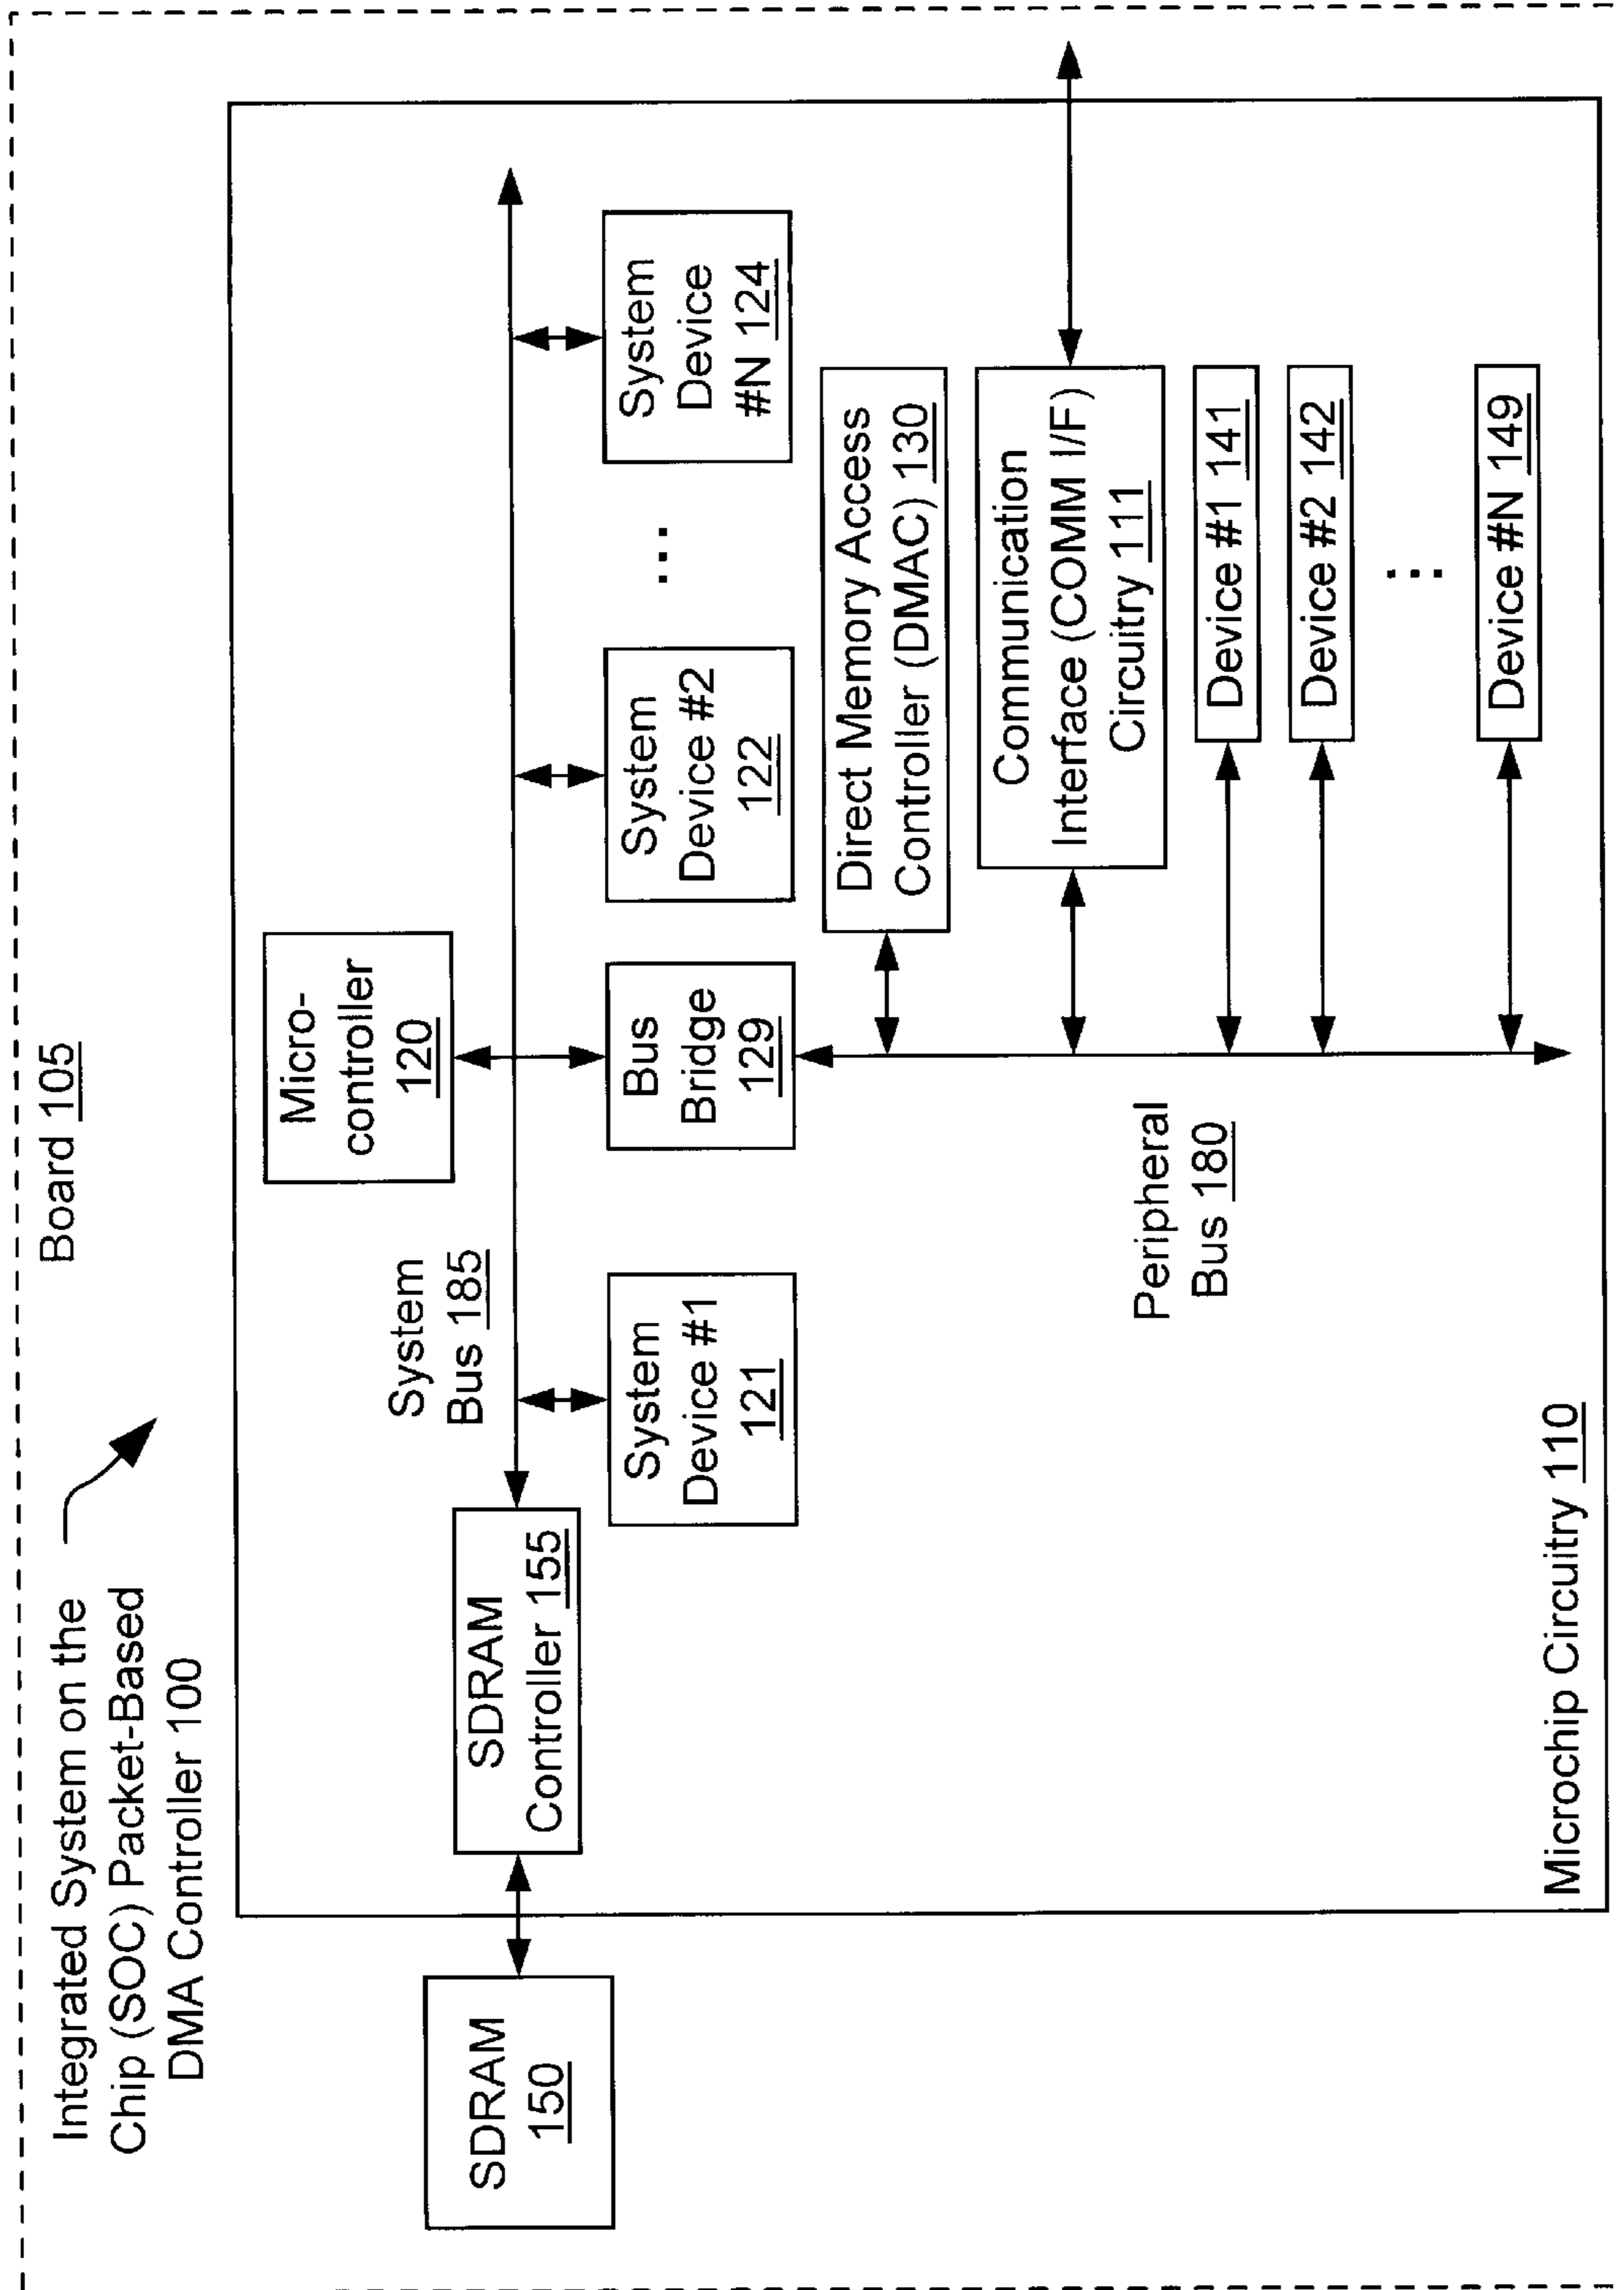 Board 105
Integrated System on the
Chip (SOC) Packet-Based
DMA Controller 100
Micro-
controller
120
System
Bus 185
SDRAM
150
SDRAM
Controller 155
System
Device #1
121
Bus
Bridge
129
System
Device #2
122
...
System
Device
#N 124
Direct Memory Access
Controller (DMAC) 130
Communication
Interface (COMM I/F)
Circuitry 111
Peripheral
Bus 180
Device #1 141
Device #2 142
...
Device #N 149
Microchip Circuitry 110